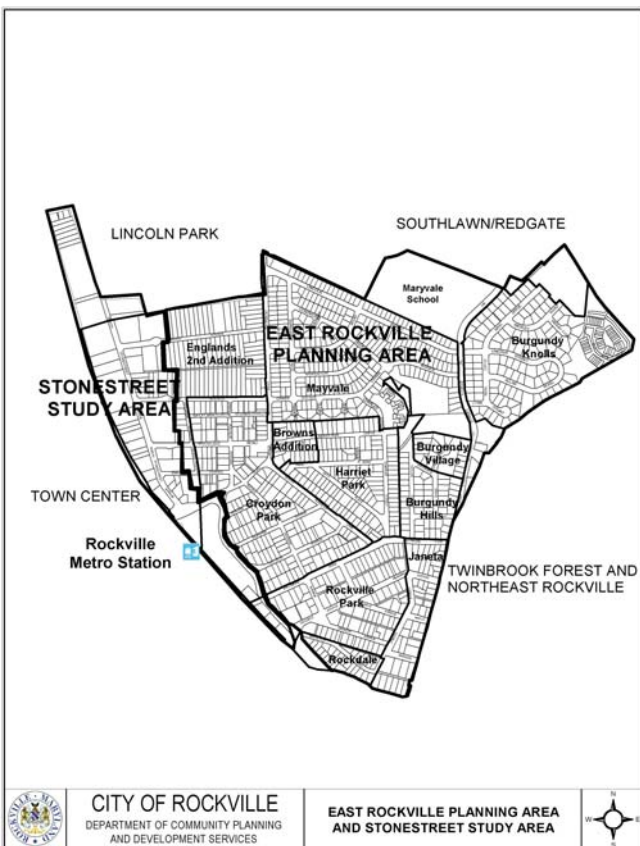 LINCOLN PARK
SOUTHLAWN/REDGATE
Maryvale
School
Englands
2nd Addition
EAST ROCKVILLE
PLANNING AREA
Burgundy
Knolls
STONESTREET
STUDY AREA
Mayvale
Browns
Addition
Burgundy
Village
Harriet
Park
TOWN CENTER
Croydon
Park
Burgundy
Hills
Rockville
Metro Station
Janeta
TWINBROOK FOREST AND
NORTHEAST ROCKVILLE
Rockville
Park
Rockdale
ROCKVILLE MARYLAND
CITY OF ROCKVILLE
DEPARTMENT OF COMMUNITY PLANNING
AND DEVELOPMENT SERVICES
EAST ROCKVILLE PLANNING AREA
AND STONESTREET STUDY AREA
N
W E
S